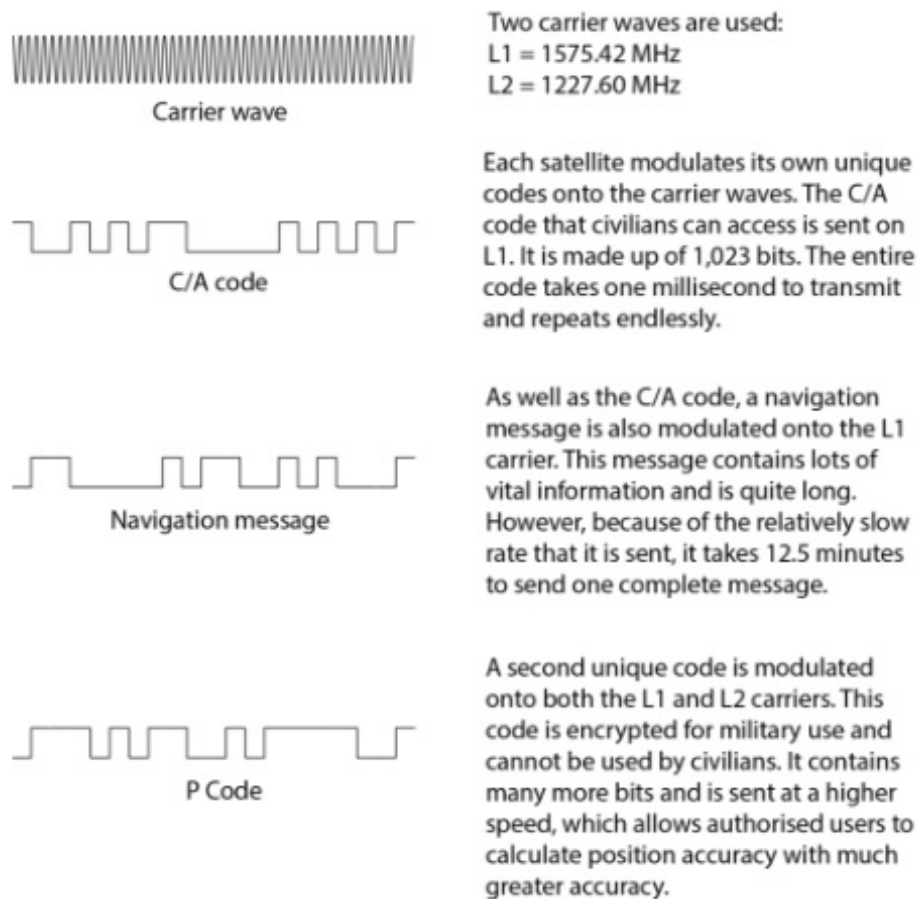 Two carrier waves are used:
L1 = 1575.42 MHz
L2 = 1227.60 MHz
Carrier wave
Each satellite modulates its own unique
codes onto the carrier waves. The C/A
code that civilians can access is sent on
L1. It is made up of 1,023 bits. The entire
code takes one millisecond to transmit
and repeats endlessly.
C/A code
As well as the C/A code, a navigation
message is also modulated onto the L1
carrier. This message contains lots of
vital information and is quite long.
However, because of the relatively slow
rate that it is sent, it takes 12.5 minutes
to send one complete message.
Navigation message
A second unique code is modulated
onto both the L1 and L2 carriers. This
code is encrypted for military use and
cannot be used by civilians. It contains
many more bits and is sent at a higher
speed, which allows authorised users to
calculate position accuracy with much
greater accuracy.
P Code